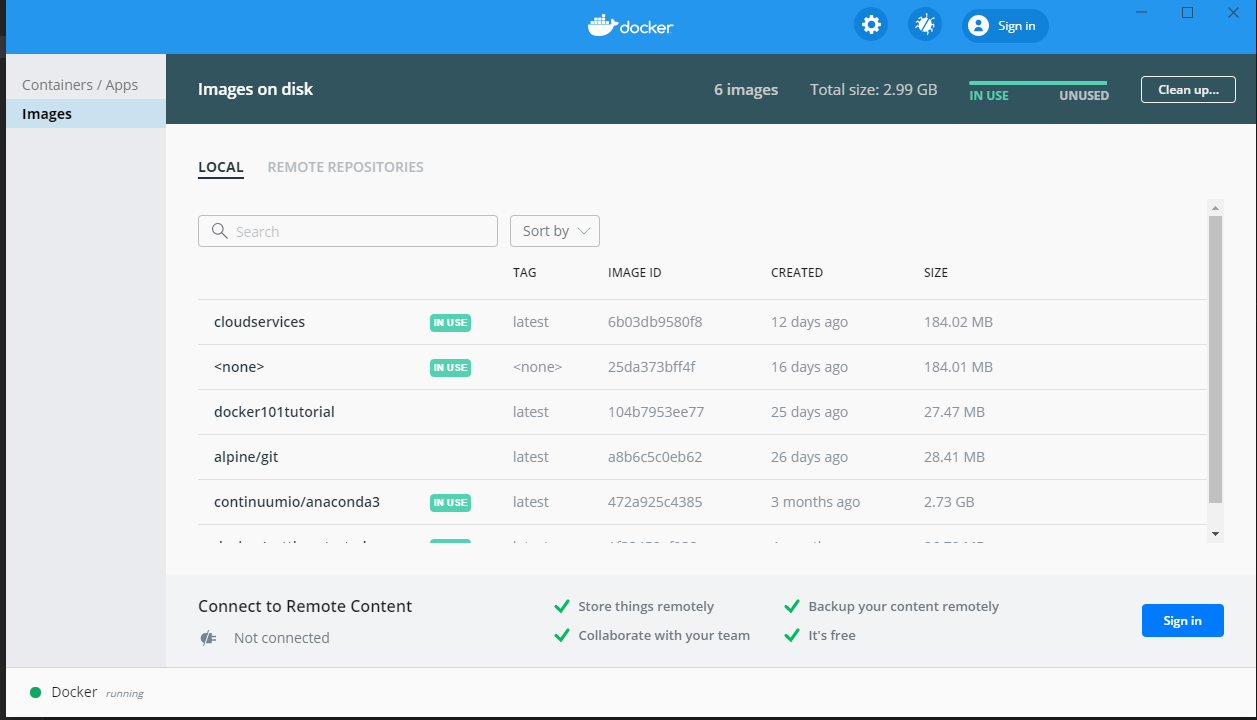 docker
Sign in
Containers / Apps
Images
Images on disk
6 images
Total size: 2.99 GB
IN USE
UNUSED
Clean up...
LOCAL
REMOTE REPOSITORIES
Search
Sort by
TAG IMAGE ID CREATED SIZE
cloudservices IN USE latest 6b03db9580f8 12 days ago 184.02 MB
<none> IN USE <none> 25da373bff4f 16 days ago 184.01 MB
docker101tutorial latest 104b7953ee77 25 days ago 27.47 MB
alpine/git latest a8b6c5c0eb62 26 days ago 28.41 MB
continuumio/anaconda3 IN USE latest 472a925c4385 3 months ago 2.73 GB
Connect to Remote Content
Not connected
Store things remotely
Collaborate with your team
Backup your content remotely
It's free
Sign in
Docker running